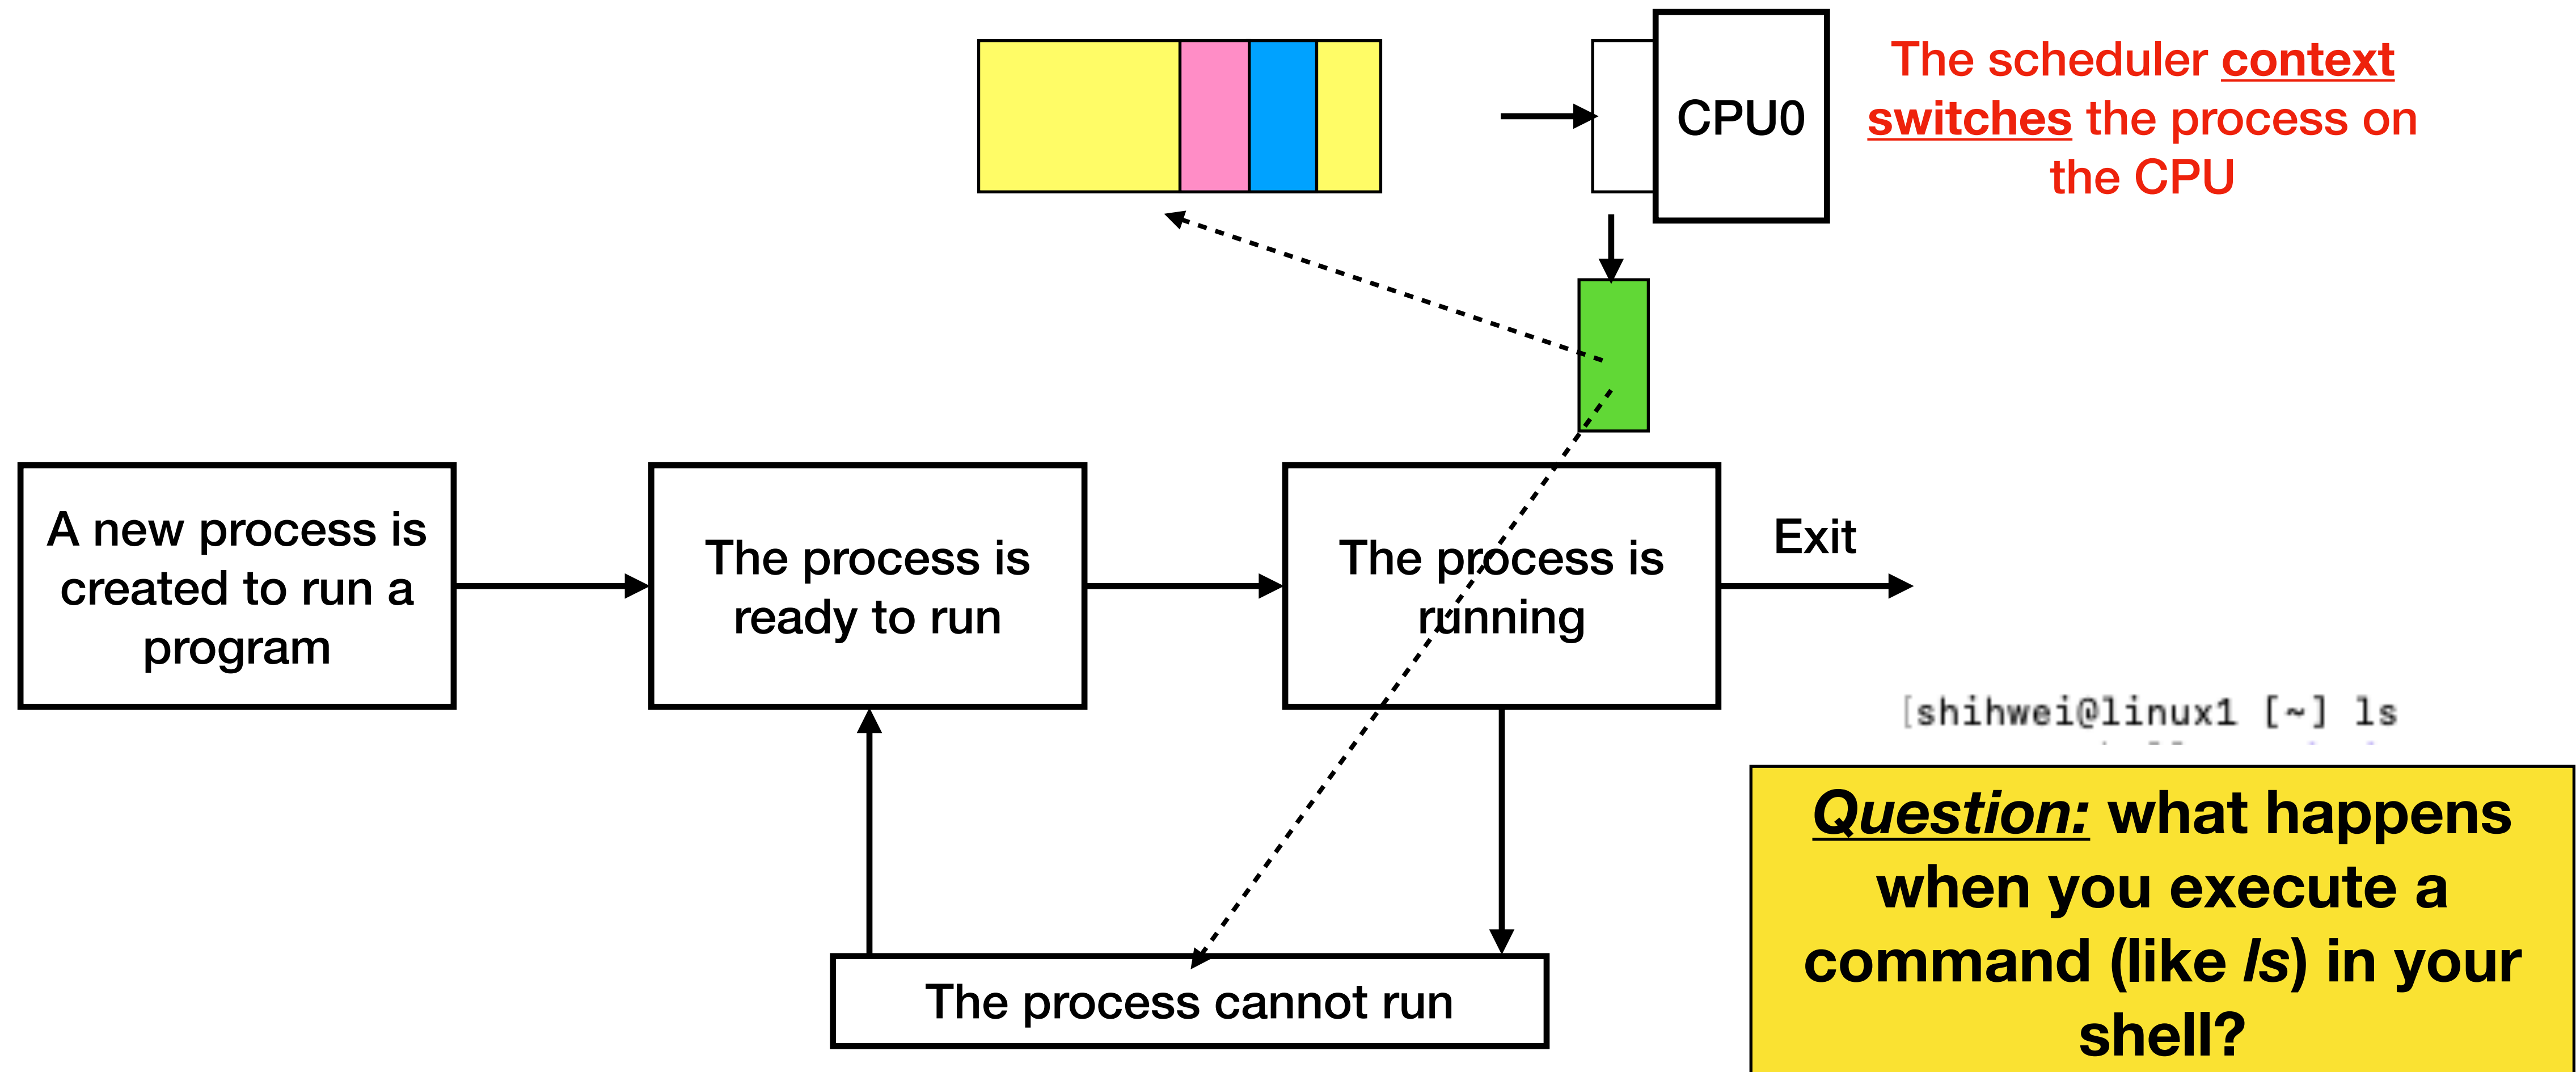 CPU0
The scheduler context
switches the process on
the CPU
A new process is
created to run a
program
The process is
ready to run
The process is
running
Exit
The process cannot run
[shihwei@linux1 [~] ls
Question: what happens
when you execute a
command (like ls) in your
shell?